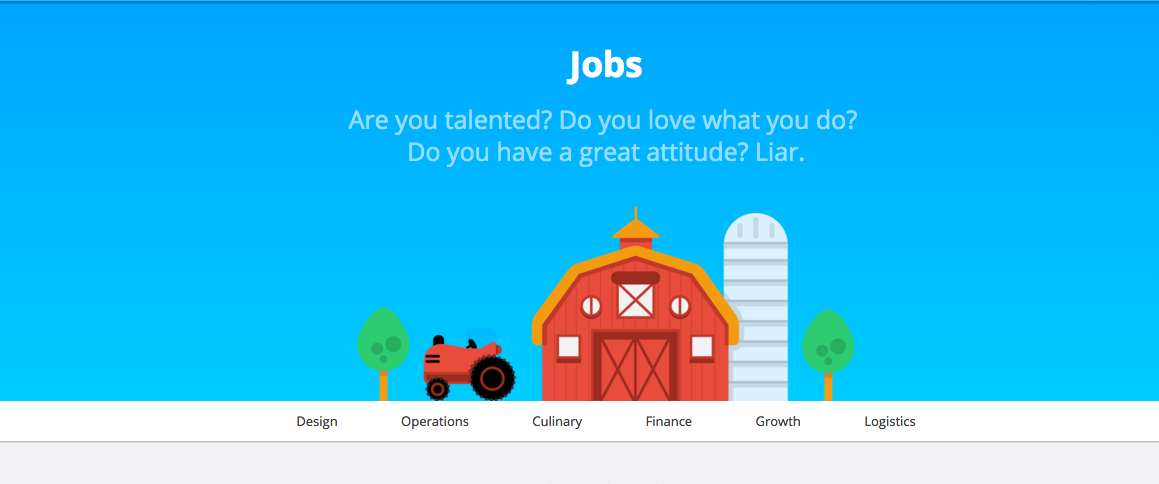 Jobs
Are you talented? Do you love what you do?
Do you have a great attitude? Liar.
Design Operations Culinary Finance Growth Logistics